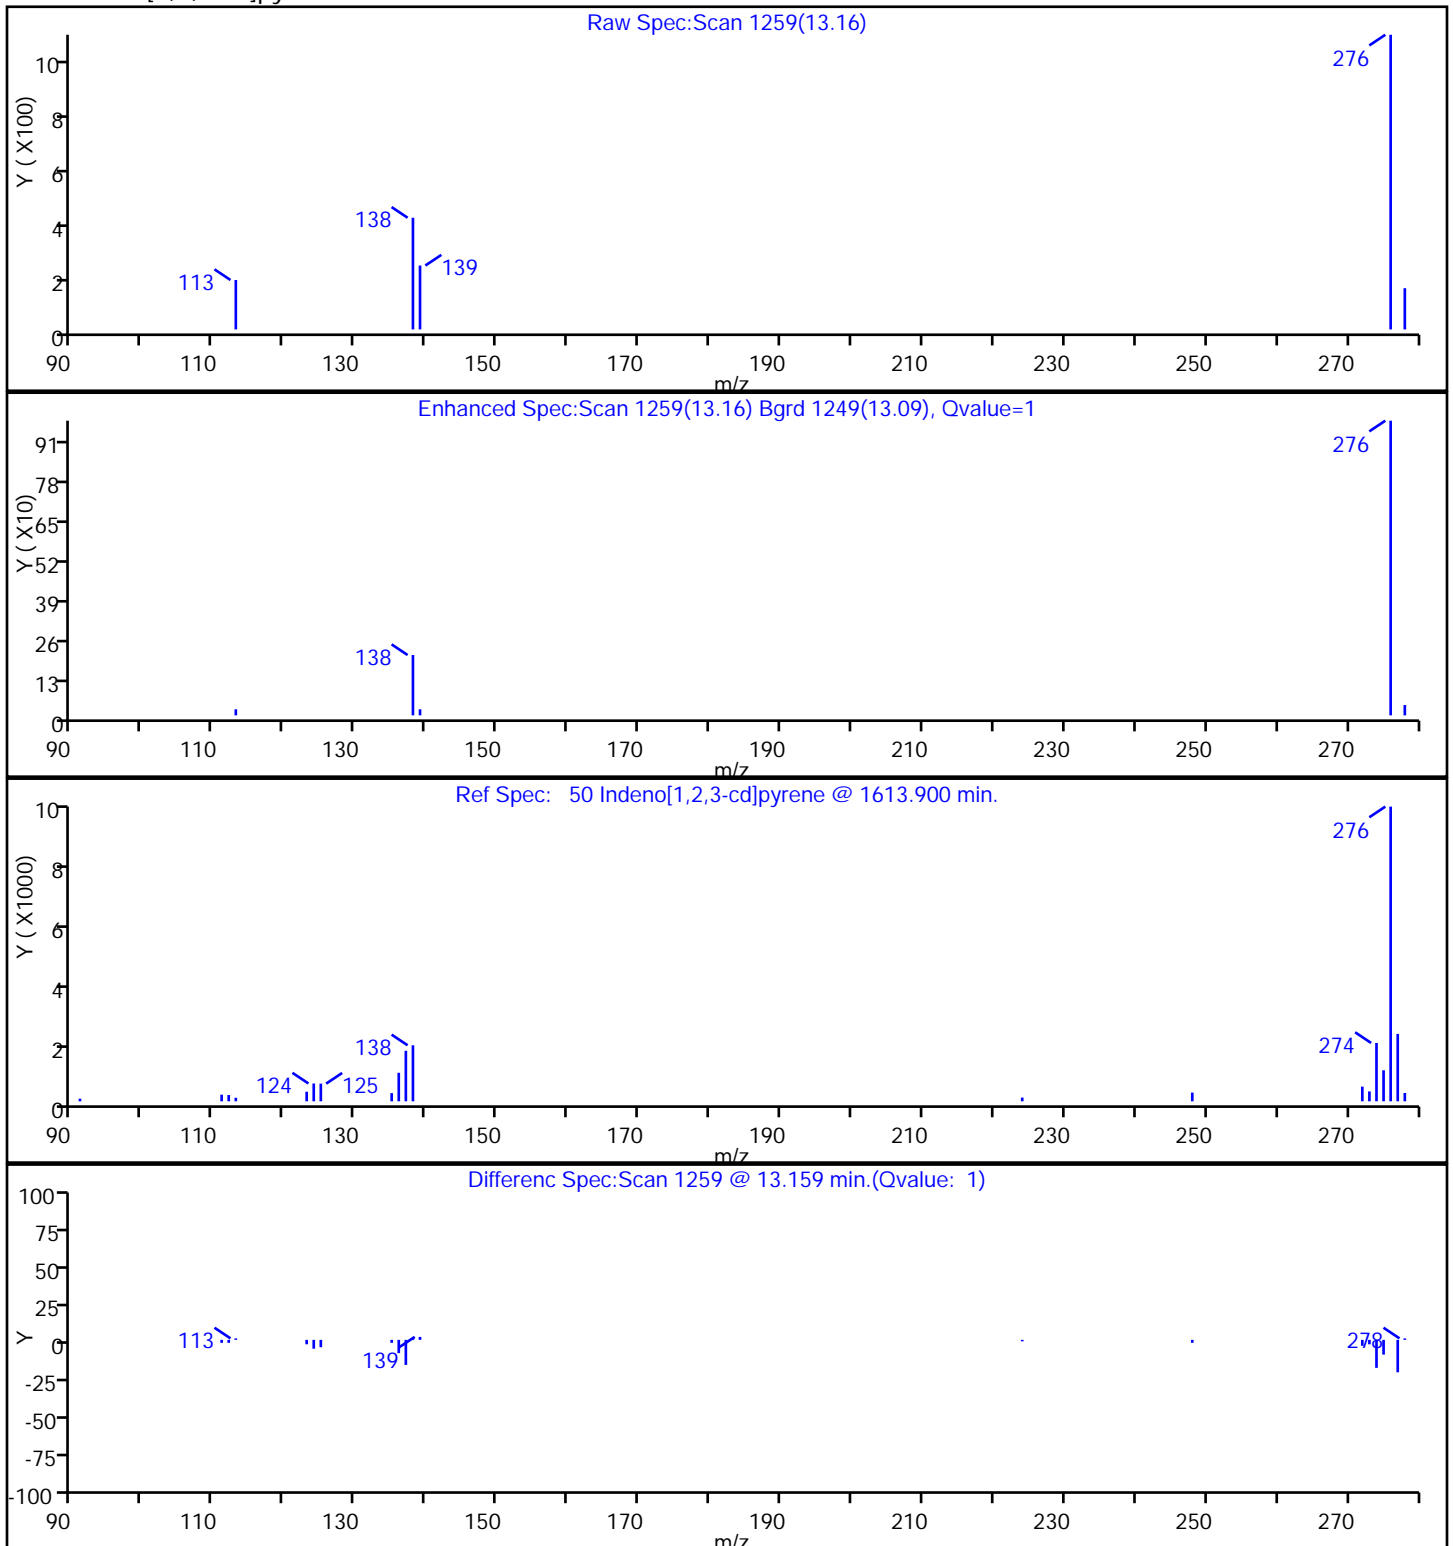 Raw Spec:Scan 1259(13.16)
10
8
6
4
2
0
Y ( X100)
276
138
139
113
90 110 130 150 170 190 210 230 250 270
m/z
Enhanced Spec:Scan 1259(13.16) Bgrd 1249(13.09), Qvalue=1
91
78
65
52
39
26
13
0
Y ( X10)
276
138
90 110 130 150 170 190 210 230 250 270
m/z
Ref Spec: 50 Indeno[1,2,3-cd]pyrene @ 1613.900 min.
10
8
6
4
2
0
Y ( X1000)
276
274
138
124 125
90 110 130 150 170 190 210 230 250 270
m/z
Differenc Spec:Scan 1259 @ 13.159 min.(Qvalue: 1)
100
75
50
25
0
-25
-50
-75
-100
Y
113
139
278
90 110 130 150 170 190 210 230 250 270
m/z